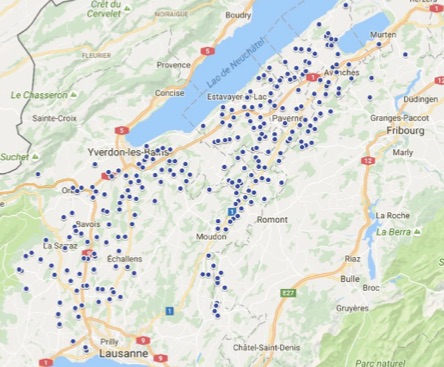 Crêt du
Cervelet
NOIRAIGUE
Boudry
Murten
5
1
FLEURIER
Provence
Lac de Neuchâtel
Avenches
Le Chasseron
Concise
Estavayer-le-Lac
Düdingen
Sainte-Croix
Payerne
Granges-Paccot
5
Fribourg
Suchet
Yverdon-les-Bains
12
Marly
Orbe
1
Romont
La Roche
Bavois
La Berra
Moudon
La Sarraz
Échallens
Riaz
Bulle
Broc
E27
1
Gruyères
9
Prilly
Lausanne
9
1
Châtel-Saint-Denis
Parc naturel